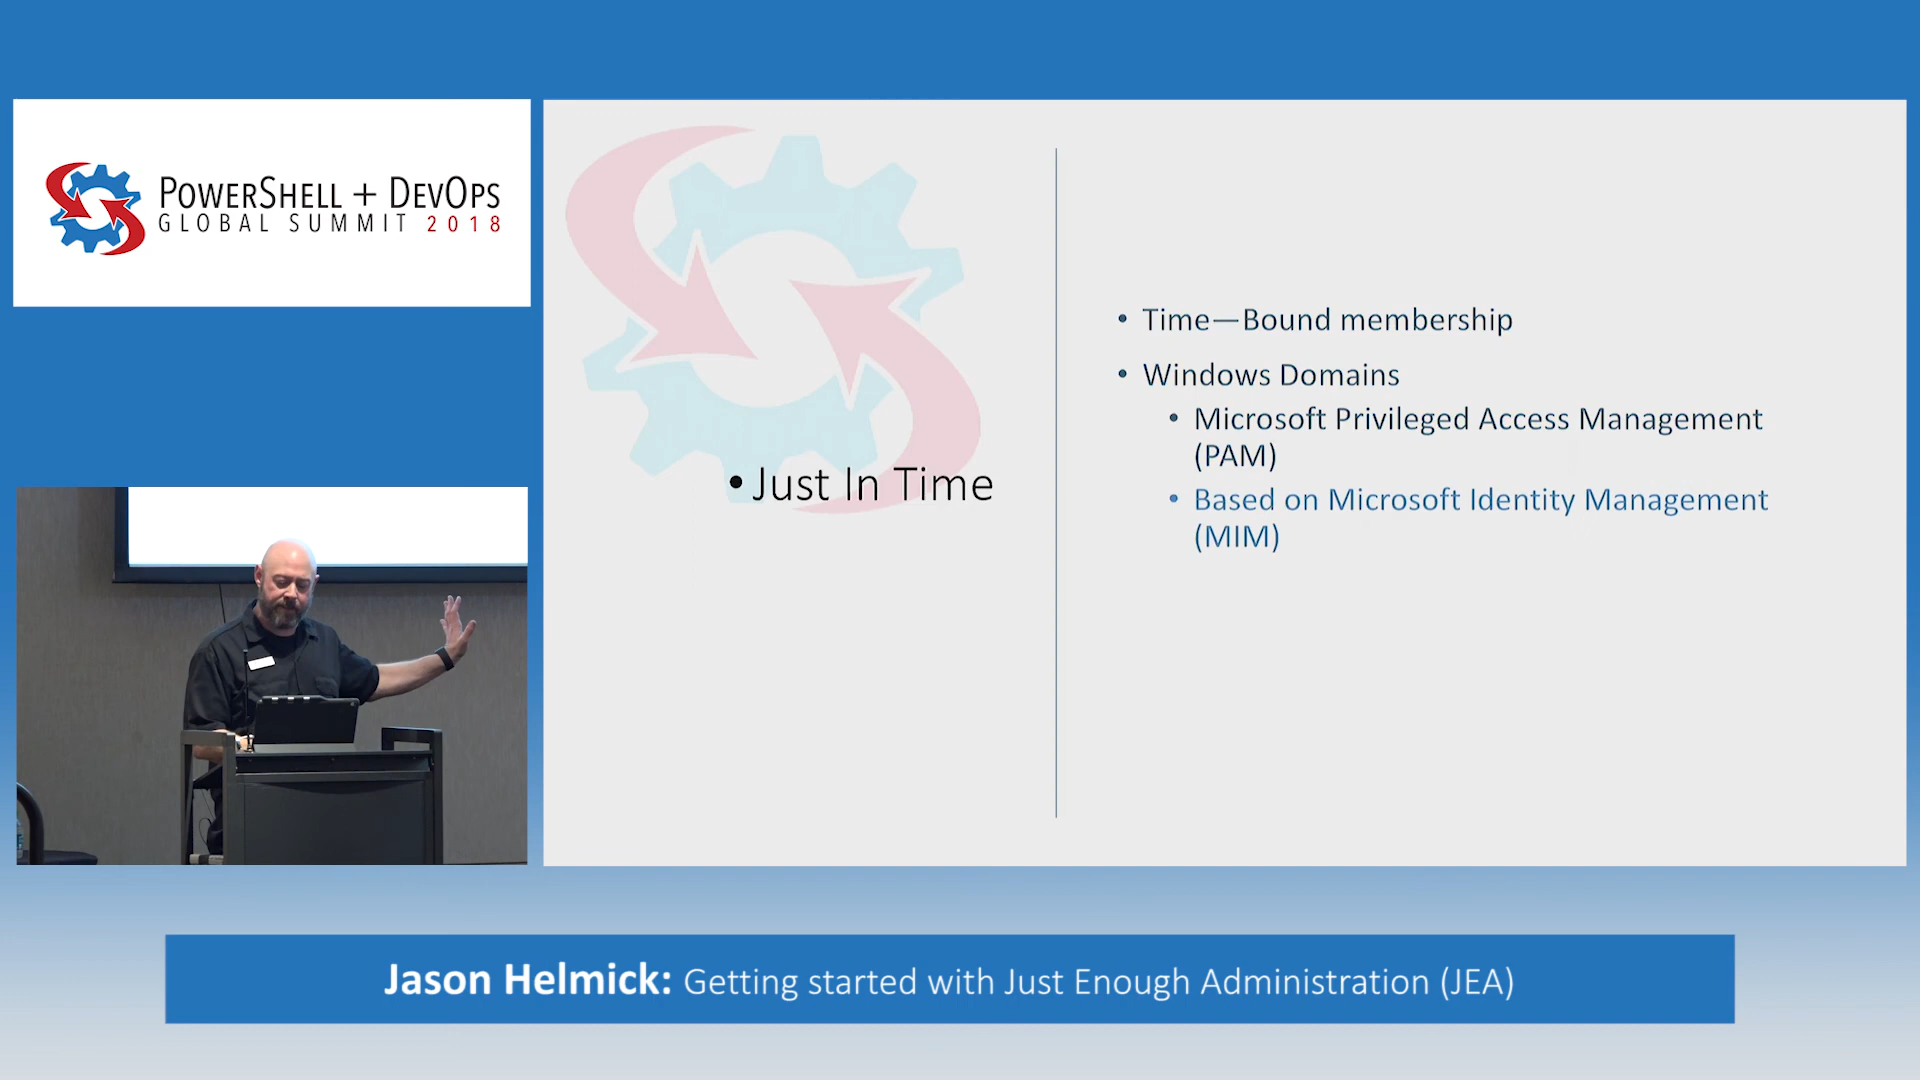 POWERSHELL + DEVOPS
GLOBAL SUMMIT 2018
• Just In Time
• Time—Bound membership
• Windows Domains
• Microsoft Privileged Access Management
(PAM)
• Based on Microsoft Identity Management
(MIM)
Jason Helmick: Getting started with Just Enough Administration (JEA)